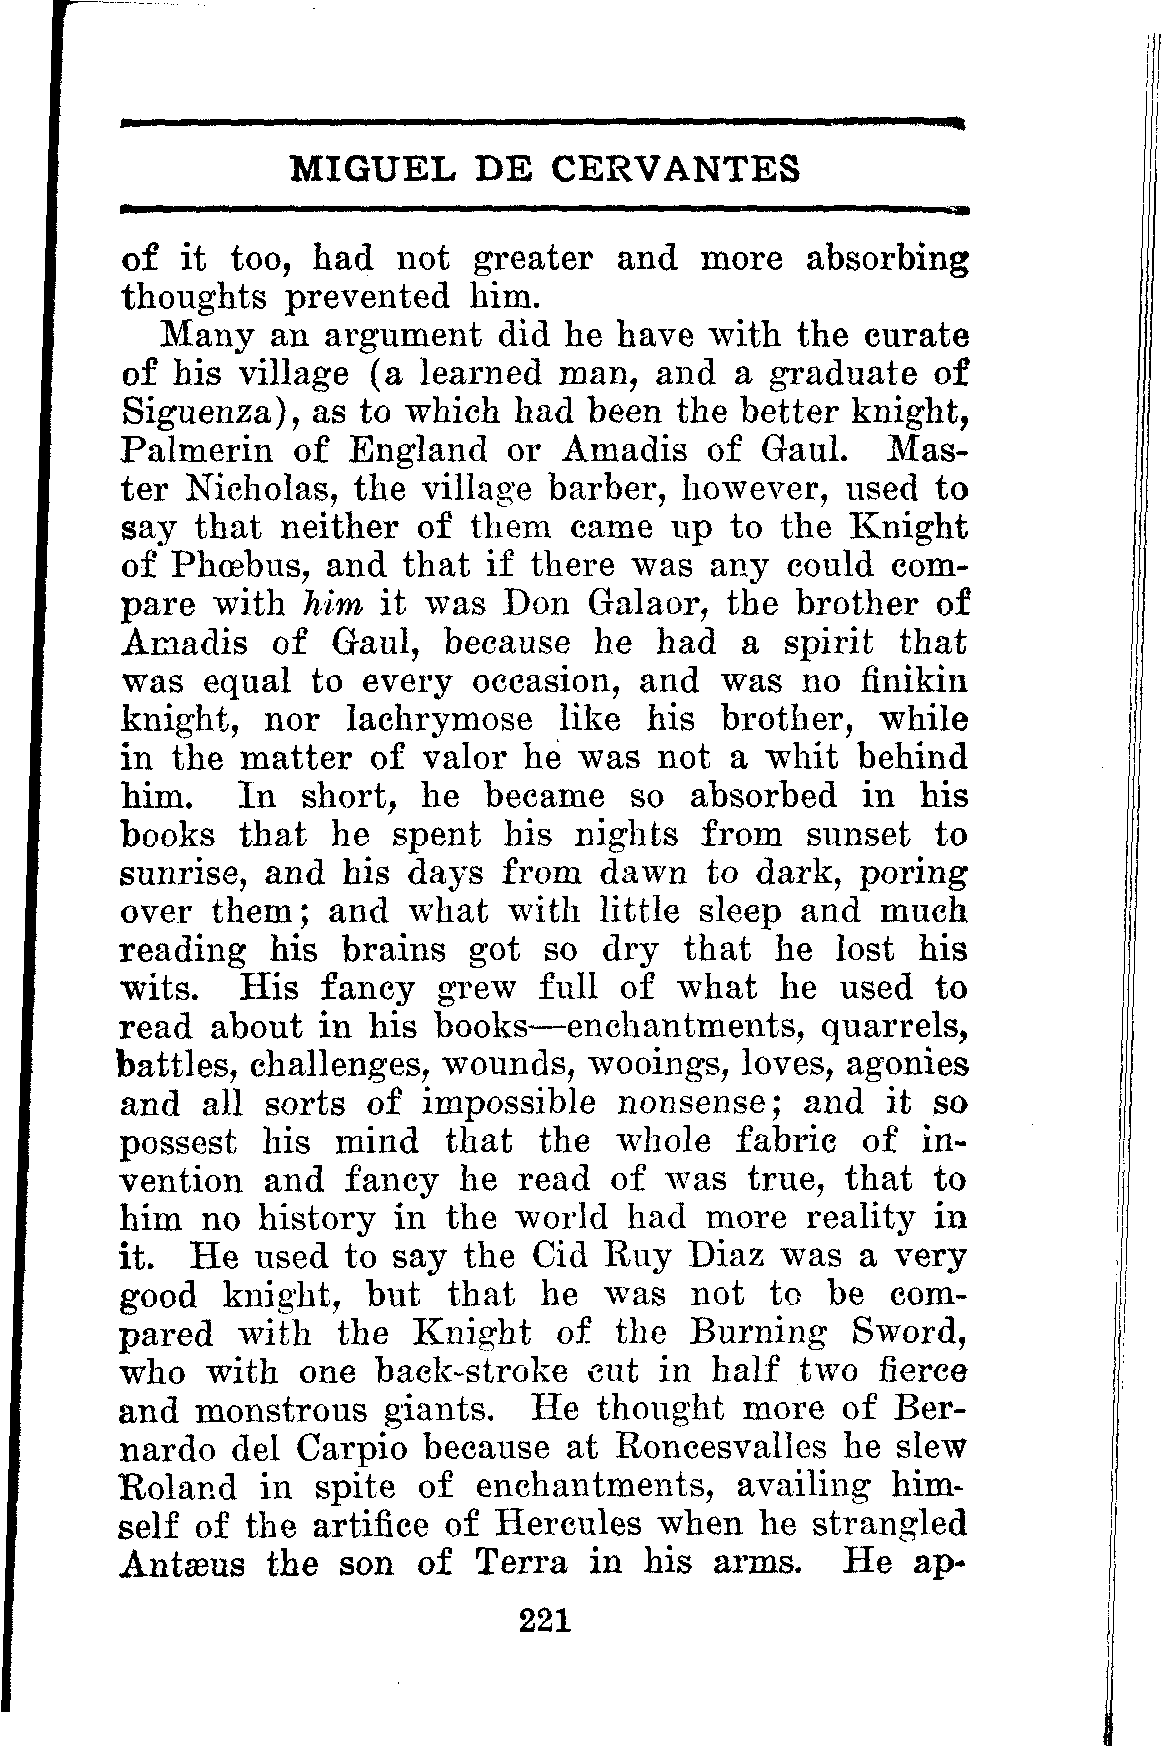 MIGUEL DE CERVANTES
of it too, had not greater and more absorbing
thoughts prevented him.
Many an argument did he have with the curate
of his village (a learned man, and a graduate of
Siguenza), as to which had been the better knight,
Palmerin of England or Amadis of Gaul. Mas-
ter Nicholas, the village barber, however, used to
say that neither of them came up to the Knight
of Phœbus, and that if there was any could com-
pare with him it was Don Galaor, the brother of
Amadis of Gaul, because he had a spirit that
was equal to every occasion, and was no finikin
knight, nor lachrymose like his brother, while
in the matter of valor he was not a whit behind
him. In short, he became so absorbed in his
books that he spent his nights from sunset to
sunrise, and his days from dawn to dark, poring
over them; and what with little sleep and much
reading his brains got so dry that he lost his
wits. His fancy grew full of what he used to
read about in his books—enchantments, quarrels,
battles, challenges, wounds, wooings, loves, agonies
and all sorts of impossible nonsense; and it so
possest his mind that the whole fabric of in-
vention and fancy he read of was true, that to
him no history in the world had more reality in
it. He used to say the Cid Ruy Diaz was a very
good knight, but that he was not to be com-
pared with the Knight of the Burning Sword,
who with one back-stroke cut in half two fierce
and monstrous giants. He thought more of Ber-
nardo del Carpio because at Roncesvalles he slew
Roland in spite of enchantments, availing him-
self of the artifice of Hercules when he strangled
Antæus the son of Terra in his arms. He ap-
221